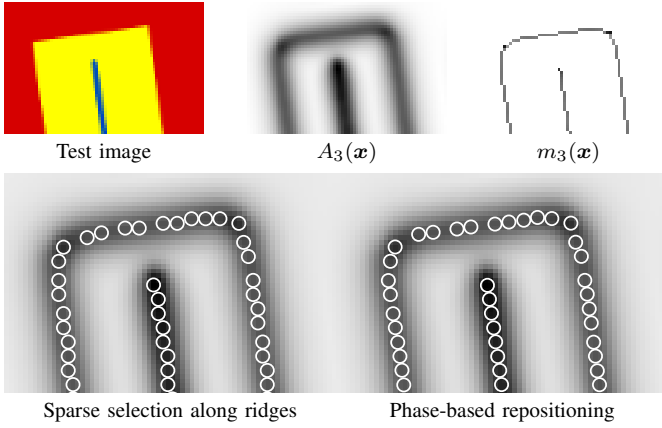 Test image
A₃(𝒙)
m₃(𝒙)
Sparse selection along ridges
Phase-based repositioning